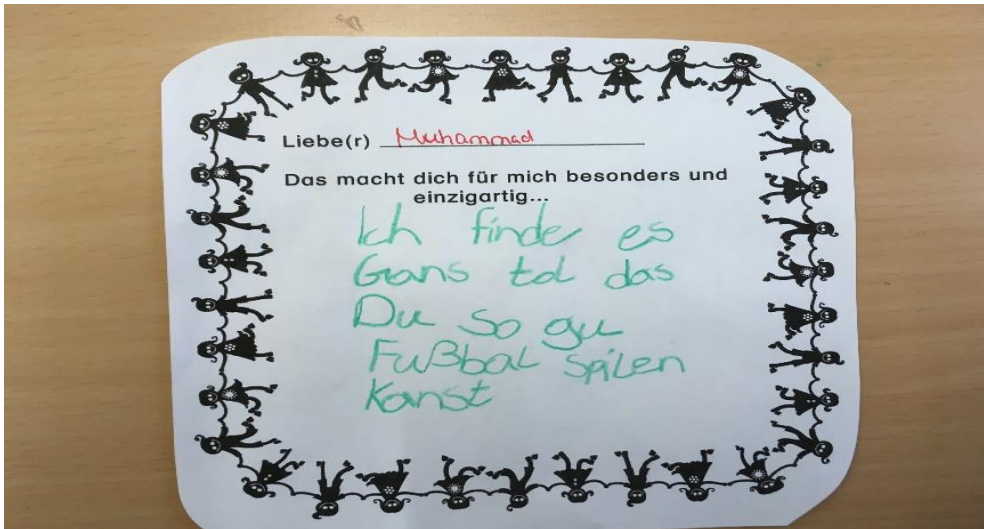 Liebe(r) Muhammad
Das macht dich für mich besonders und
einzigartig...
Ich finde es
Gans tol das
Du so gu
Fußbal spilen
Kanst